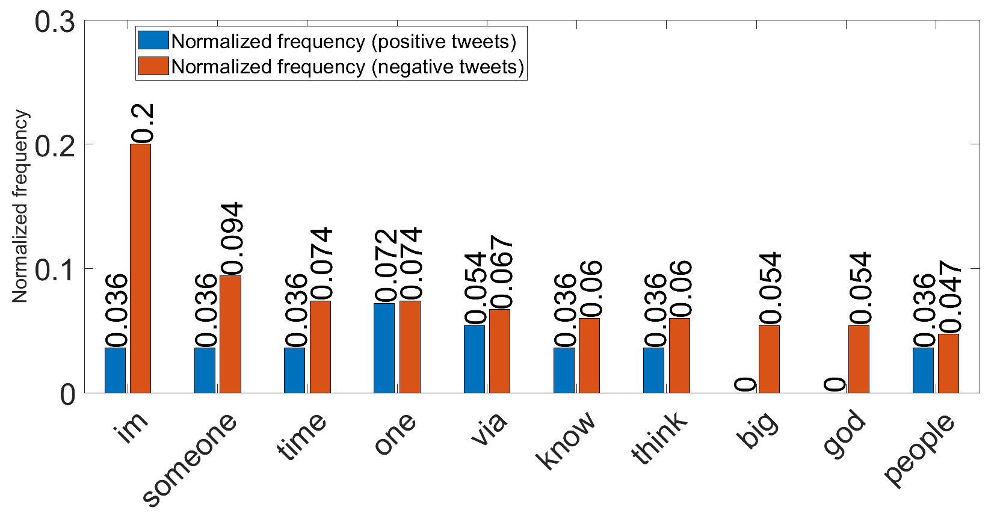 Normalized frequency (positive tweets)
Normalized frequency (negative tweets)
Normalized frequency
0.3
0.2
0.1
0
0.036
0.2
0.036
0.094
0.036
0.074
0.072
0.074
0.054
0.067
0.036
0.06
0.036
0.06
0
0.054
0
0.054
0.036
0.047
im
someone
time
one
via
know
think
big
god
people